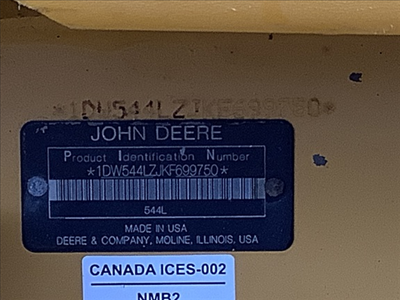 *1DW544LZJKF699750*
JOHN DEERE
Product Identification Number
*1DW544LZJKF699750*
544L
MADE IN USA
DEERE & COMPANY, MOLINE, ILLINOIS, USA
CANADA ICES-002
NMB2